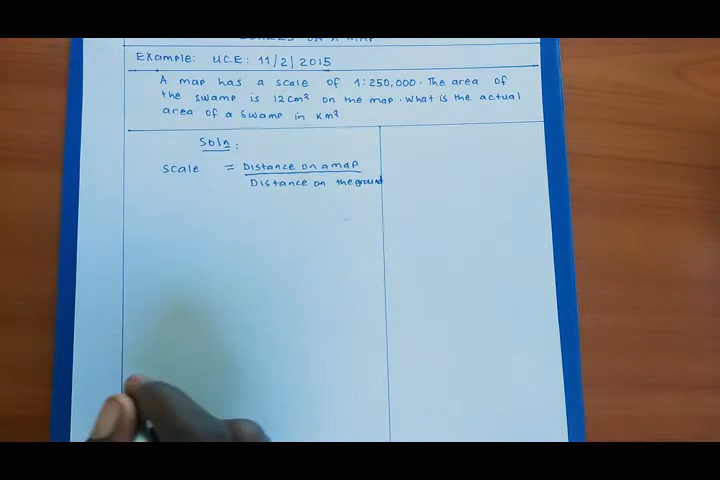 Example: UCE: 11/2/2015
A map has a scale of 1:250,000. The area of
the swamp is 12cm² on the map. What is the actual
area of a swamp in Km²
Soln:
scale = Distance on a map
Distance on the ground